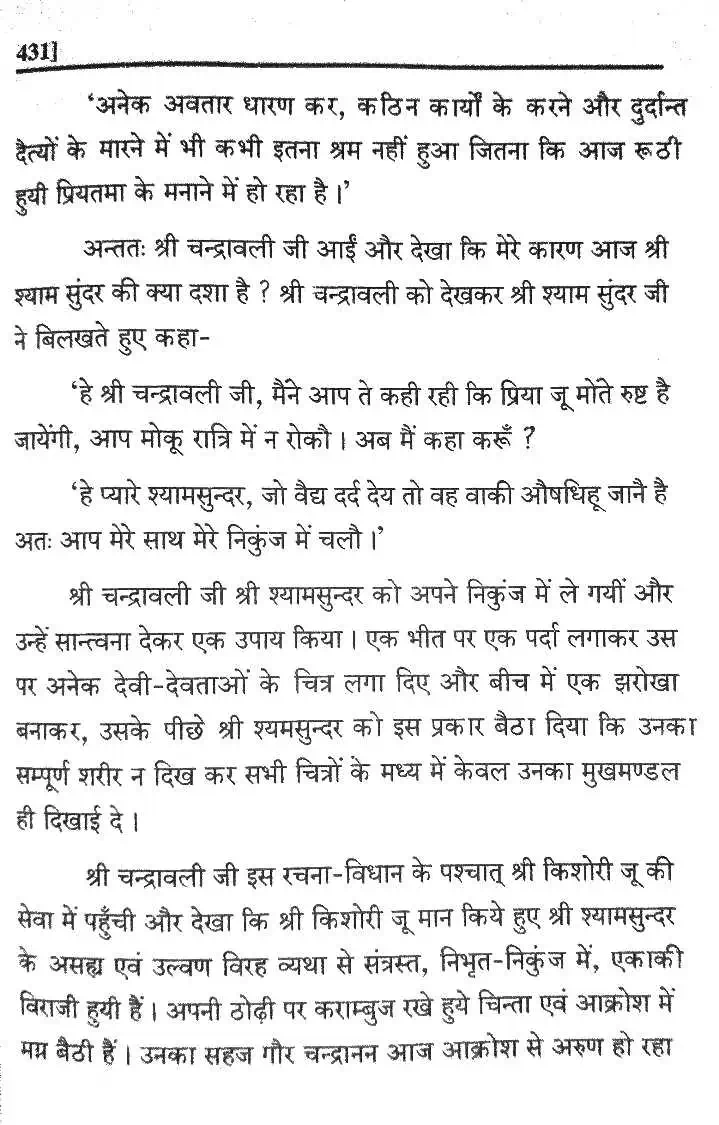 431]
‘अनेक अवतार धारण कर, कठिन कार्यों के करने और दुर्दान्त
दैत्यों के मारने में भी कभी इतना श्रम नहीं हुआ जितना कि आज रूठी
हुयी प्रियतमा के मनाने में हो रहा है।’
अन्ततः श्री चन्द्रावली जी आईं और देखा कि मेरे कारण आज श्री
श्याम सुंदर की क्या दशा है ? श्री चन्द्रावली को देखकर श्री श्याम सुंदर जी
ने बिलखते हुए कहा-
‘हे श्री चन्द्रावली जी, मैंने आप ते कही रही कि प्रिया जू मोते रुष्ट है
जायेंगी, आप मोकू रात्रि में न रोकौ। अब मैं कहा करूँ ?
‘हे प्यारे श्यामसुन्दर, जो वैद्य दर्द देय तो वह वाकी औषधिहू जानै है
अतः आप मेरे साथ मेरे निकुंज में चलौ।’
श्री चन्द्रावली जी श्री श्यामसुन्दर को अपने निकुंज में ले गयीं और
उन्हें सान्त्वना देकर एक उपाय किया। एक भीत पर एक पर्दा लगाकर उस
पर अनेक देवी-देवताओं के चित्र लगा दिए और बीच में एक झरोखा
बनाकर, उसके पीछे श्री श्यमसुन्दर को इस प्रकार बैठा दिया कि उनका
सम्पूर्ण शरीर न दिख कर सभी चित्रों के मध्य में केवल उनका मुखमण्डल
ही दिखाई दे।
श्री चन्द्रावली जी इस रचना-विधान के पश्चात् श्री किशोरी जू की
सेवा में पहुँची और देखा कि श्री किशोरी जू मान किये हुए श्री श्यामसुन्दर
के असह्य एवं उल्वण विरह व्यथा से संत्रस्त, निभृत-निकुंज में, एकाकी
विराजी हुयी हैं। अपनी ठोढ़ी पर कराम्बुज रखे हुये चिन्ता एवं आक्रोश में
मग्न बैठी हैं। उनका सहज गौर चन्द्रानन आज आक्रोश से अरुण हो रहा